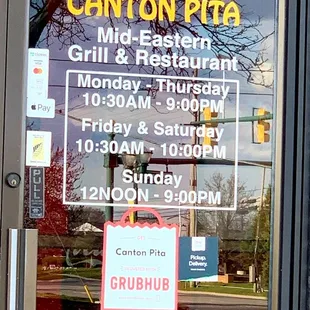 CANTON PITA
Mid-Eastern
Grill & Restaurant
Monday - Thursday
10:30AM - 9:00PM
Friday & Saturday
10:30AM - 10:00PM
Sunday
12NOON - 9:00PM
Pay
PULL
Canton Pita
GRUBHUB
Pickup.
Delivery.